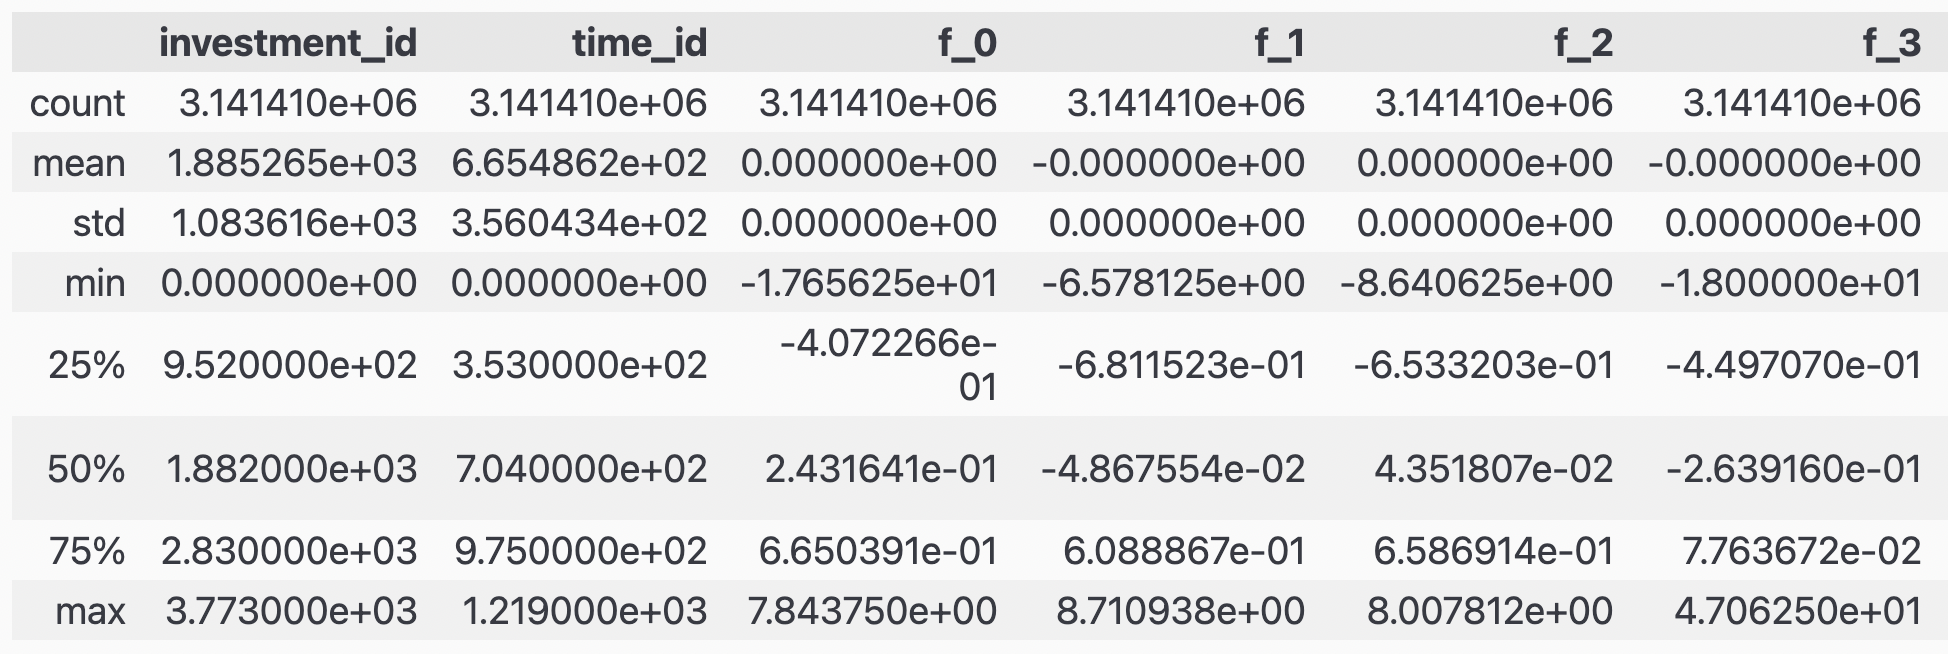 investment_id time_id f_0 f_1 f_2 f_3
count 3.141410e+06 3.141410e+06 3.141410e+06 3.141410e+06 3.141410e+06 3.141410e+06
mean 1.885265e+03 6.654862e+02 0.000000e+00 -0.000000e+00 0.000000e+00 -0.000000e+00
std 1.083616e+03 3.560434e+02 0.000000e+00 0.000000e+00 0.000000e+00 0.000000e+00
min 0.000000e+00 0.000000e+00 -1.765625e+01 -6.578125e+00 -8.640625e+00 -1.800000e+01
25% 9.520000e+02 3.530000e+02 -4.072266e-
01 -6.811523e-01 -6.533203e-01 -4.497070e-01
50% 1.882000e+03 7.040000e+02 2.431641e-01 -4.867554e-02 4.351807e-02 -2.639160e-01
75% 2.830000e+03 9.750000e+02 6.650391e-01 6.088867e-01 6.586914e-01 7.763672e-02
max 3.773000e+03 1.219000e+03 7.843750e+00 8.710938e+00 8.007812e+00 4.706250e+01